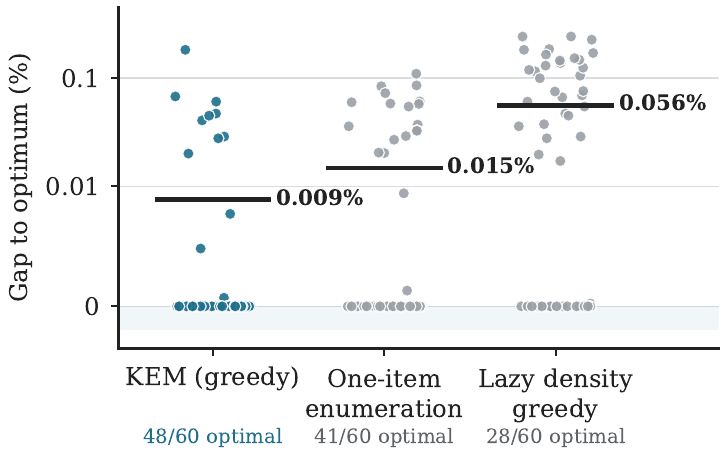 Gap to optimum (%)
0.1
0.01
0
0.009%
0.015%
0.056%
KEM (greedy)
48/60 optimal
One-item
enumeration
41/60 optimal
Lazy density
greedy
28/60 optimal